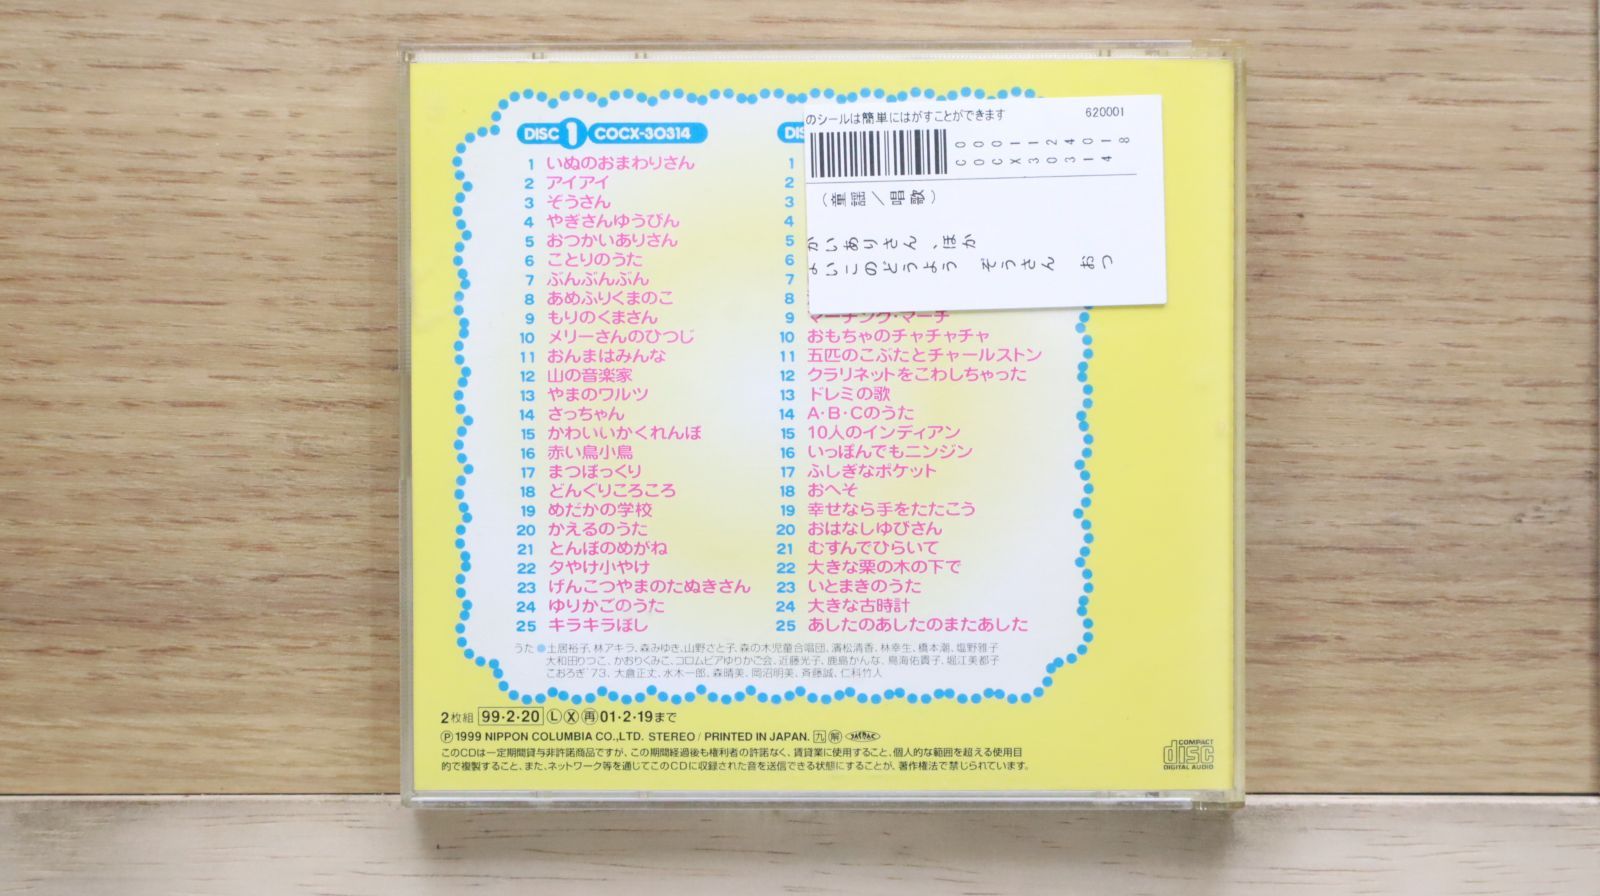 DISC 1 COCX-30314
1 いぬのおまわりさん
2 アイアイ
3 ぞうさん
4 やぎさんゆうびん
5 おつかいありさん
6 ことりのうた
7 ぶんぶんぶん
8 あめふりくまのこ
9 もりのくまさん
10 メリーさんのひつじ
11 おんまはみんな
12 山の音楽家
13 やまのワルツ
14 さっちゃん
15 かわいいかくれんぼ
16 赤い鳥小鳥
17 まつぼっくり
18 どんぐりころころ
19 めだかの学校
20 かえるのうた
21 とんぼのめがね
22 夕やけ小やけ
23 げんこつやまのたぬきさん
24 ゆりかごのうた
25 キラキラぼし
1
2
3
4
5
6
7
8
9 マーチング・マーチ
10 おもちゃのチャチャチャ
11 五匹のこぶたとチャールストン
12 クラリネットをこわしちゃった
13 ドレミの歌
14 A・B・Cのうた
15 10人のインディアン
16 いっぽんでもニンジン
17 ふしぎなポケット
18 おへそ
19 幸せなら手をたたこう
20 おはなしゆびさん
21 むすんでひらいて
22 大きな栗の木の下で
23 いとまきのうた
24 大きな古時計
25 あしたのあしたのまたあした
のシールは簡単にはがすことができます 620001
C001124018
COCX30314
(童謡/唱歌)
かいありさん、ほか
よいこのどうよう ぞうさん おつ
うた●土居裕子,林アキラ,森みゆき,山野さと子,森の木児童合唱団,濱松清香,林幸生,橋本潮,塩野雅子
大和田りつこ,かおりくみこ,コロムビアゆりかご会,近藤光子,鹿島かんな,鳥海佑貴子,堀江美都子
こおろぎ'73,大倉正丈,水木一郎,森晴美,岡沼明美,斉藤誠,仁科竹人
2枚組 99・2・20 Ⓛ Ⓧ 再 01・2・19まで
Ⓟ1999 NIPPON COLUMBIA CO.,LTD. STEREO / PRINTED IN JAPAN. 九 解
このCDは一定期間貸与非許諾商品ですが、この期間経過後も権利者の許諾なく、賃貸業に使用すること、個人的な範囲を超える使用目
的で複製すること、また、ネットワーク等を通じてこのCDに収録された音を送信できる状態にすることが、著作権法で禁じられています。
COMPACT
disc
DIGITAL AUDIO